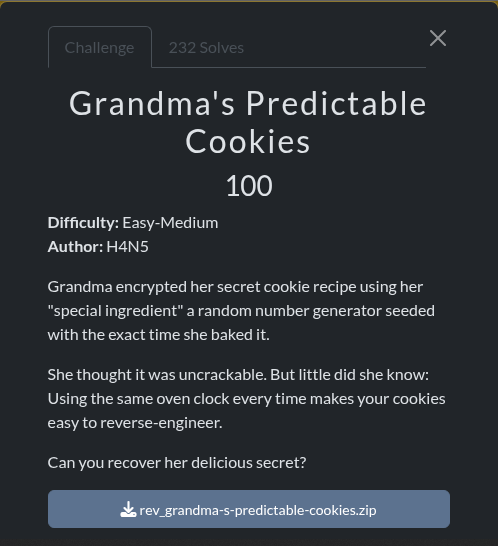 Challenge
232 Solves
Grandma's Predictable
Cookies
100
Difficulty: Easy-Medium
Author: H4N5
Grandma encrypted her secret cookie recipe using her
"special ingredient" a random number generator seeded
with the exact time she baked it.
She thought it was uncrackable. But little did she know:
Using the same oven clock every time makes your cookies
easy to reverse-engineer.
Can you recover her delicious secret?
rev_grandma-s-predictable-cookies.zip